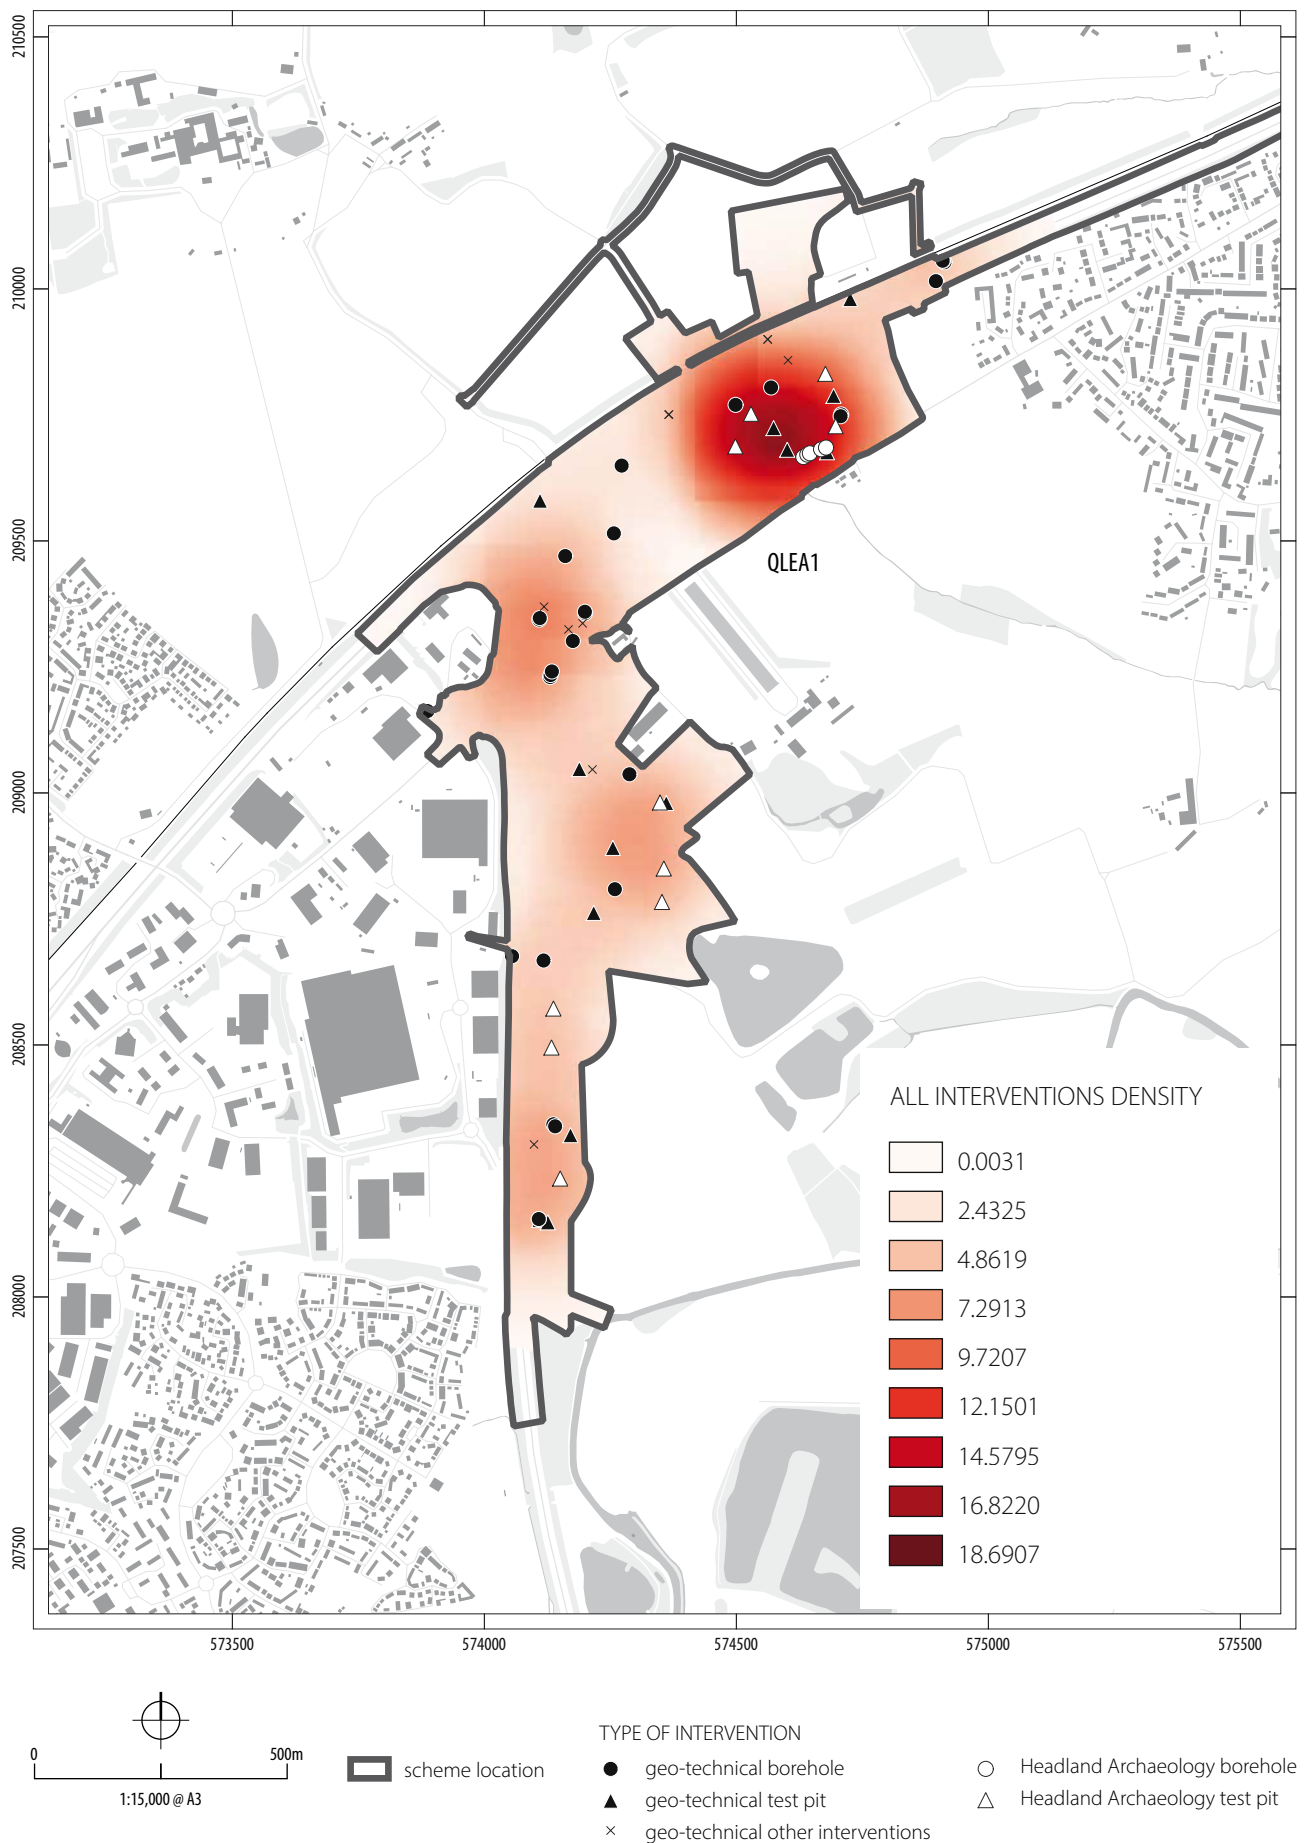 210500
210000
209500
209000
208500
208000
207500
QLEA1
ALL INTERVENTIONS DENSITY
0.0031
2.4325
4.8619
7.2913
9.7207
12.1501
14.5795
16.8220
18.6907
573500
574000
574500
575000
575500
0 500m
1:15,000 @ A3
scheme location
TYPE OF INTERVENTION
geo-technical borehole
geo-technical test pit
geo-technical other interventions
Headland Archaeology borehole
Headland Archaeology test pit